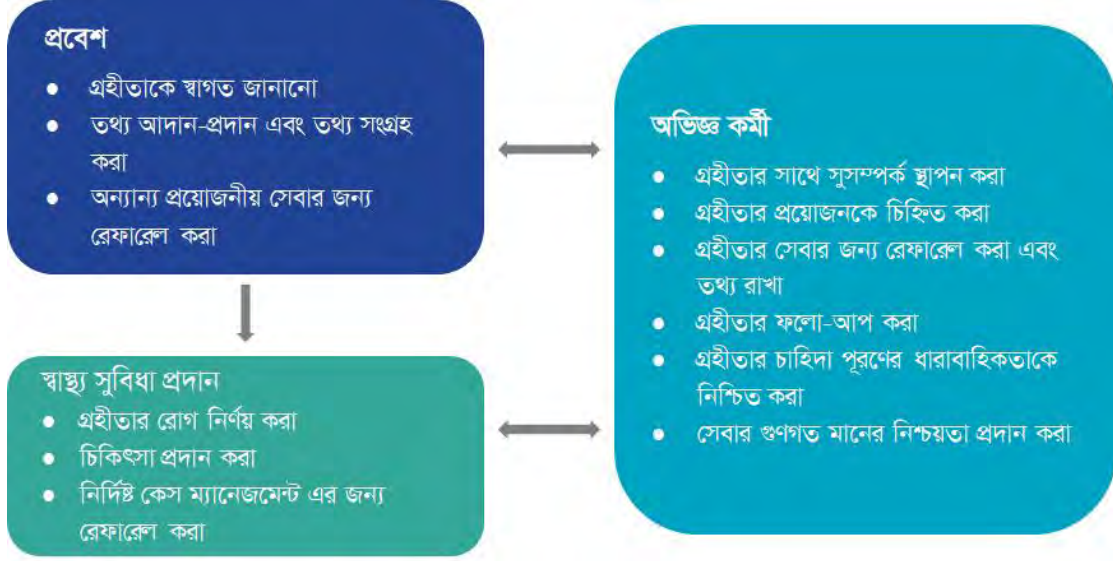 প্রবেশ
● গ্রহীতাকে স্বাগত জানানো
● তথ্য আদান-প্রদান এবং তথ্য সংগ্রহ
করা
● অন্যান্য প্রয়োজনীয় সেবার জন্য
রেফারেল করা
স্বাস্থ্য সুবিধা প্রদান
● গ্রহীতার রোগ নির্ণয় করা
● চিকিৎসা প্রদান করা
● নির্দিষ্ট কেস ম্যানেজমেন্ট এর জন্য
রেফারেল করা
অভিজ্ঞ কর্মী
● গ্রহীতার সাথে সুসম্পর্ক স্থাপন করা
● গ্রহীতার প্রয়োজনকে চিহ্নিত করা
● গ্রহীতার সেবার জন্য রেফারেল করা এবং
তথ্য রাখা
● গ্রহীতার ফলো-আপ করা
● গ্রহীতার চাহিদা পূরণের ধারাবাহিকতাকে
নিশ্চিত করা
● সেবার গুণগত মানের নিশ্চয়তা প্রদান করা